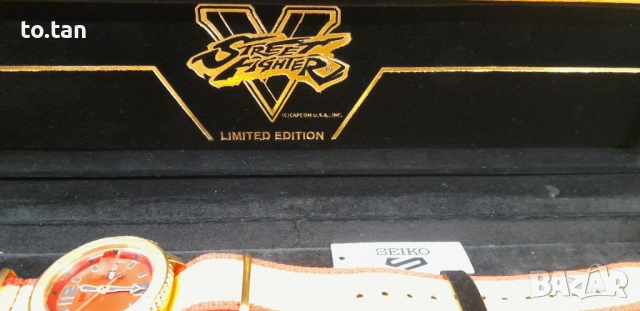 to.tan
V
STREET
FIGHTER
(C)CAPCOM U.S.A., INC.
LIMITED EDITION
SEIKO
S
BAZAR